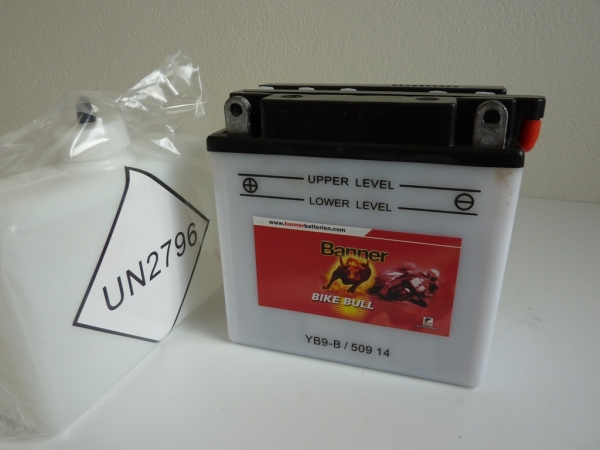 UPPER LEVEL
LOWER LEVEL
www.bannerbatterien.com
Banner
BIKE BULL
YB9-B / 509 14
UN2796